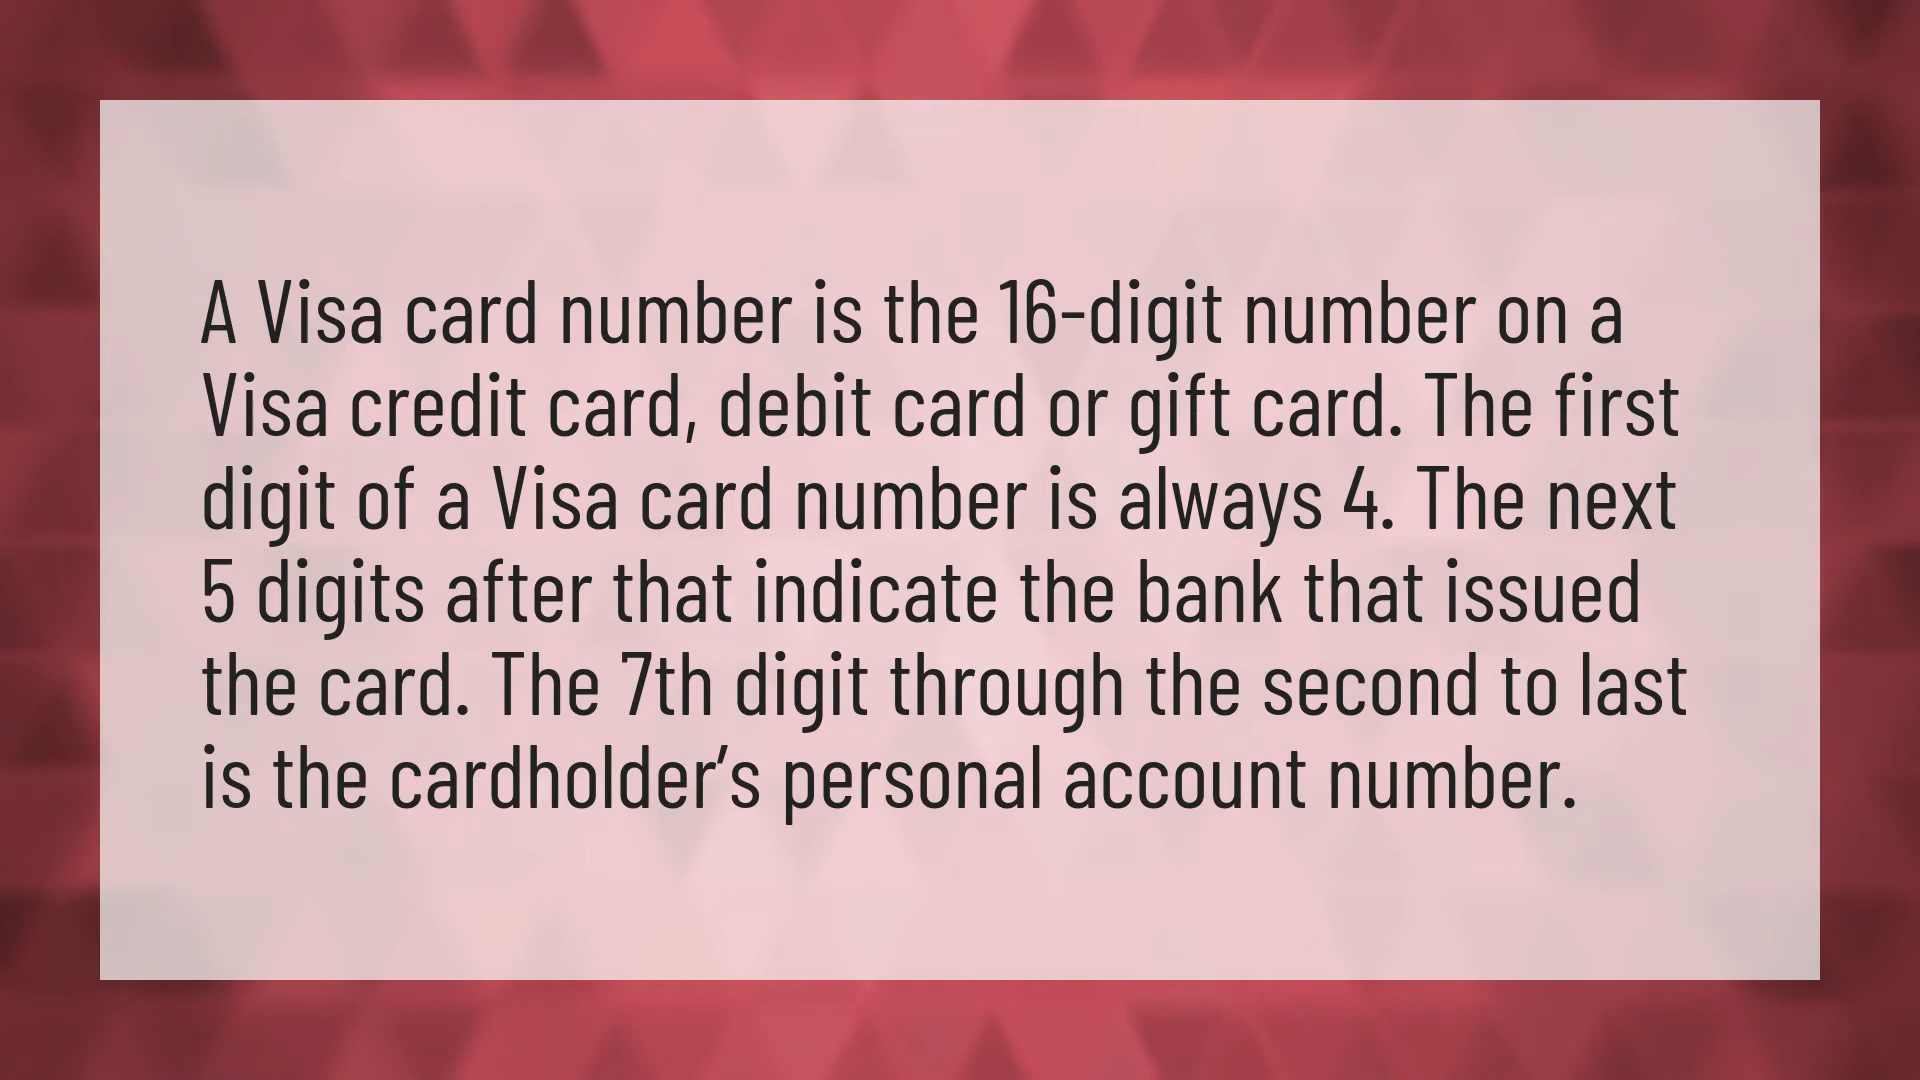 A Visa card number is the 16-digit number on a
Visa credit card, debit card or gift card. The first
digit of a Visa card number is always 4. The next
5 digits after that indicate the bank that issued
the card. The 7th digit through the second to last
is the cardholder’s personal account number.